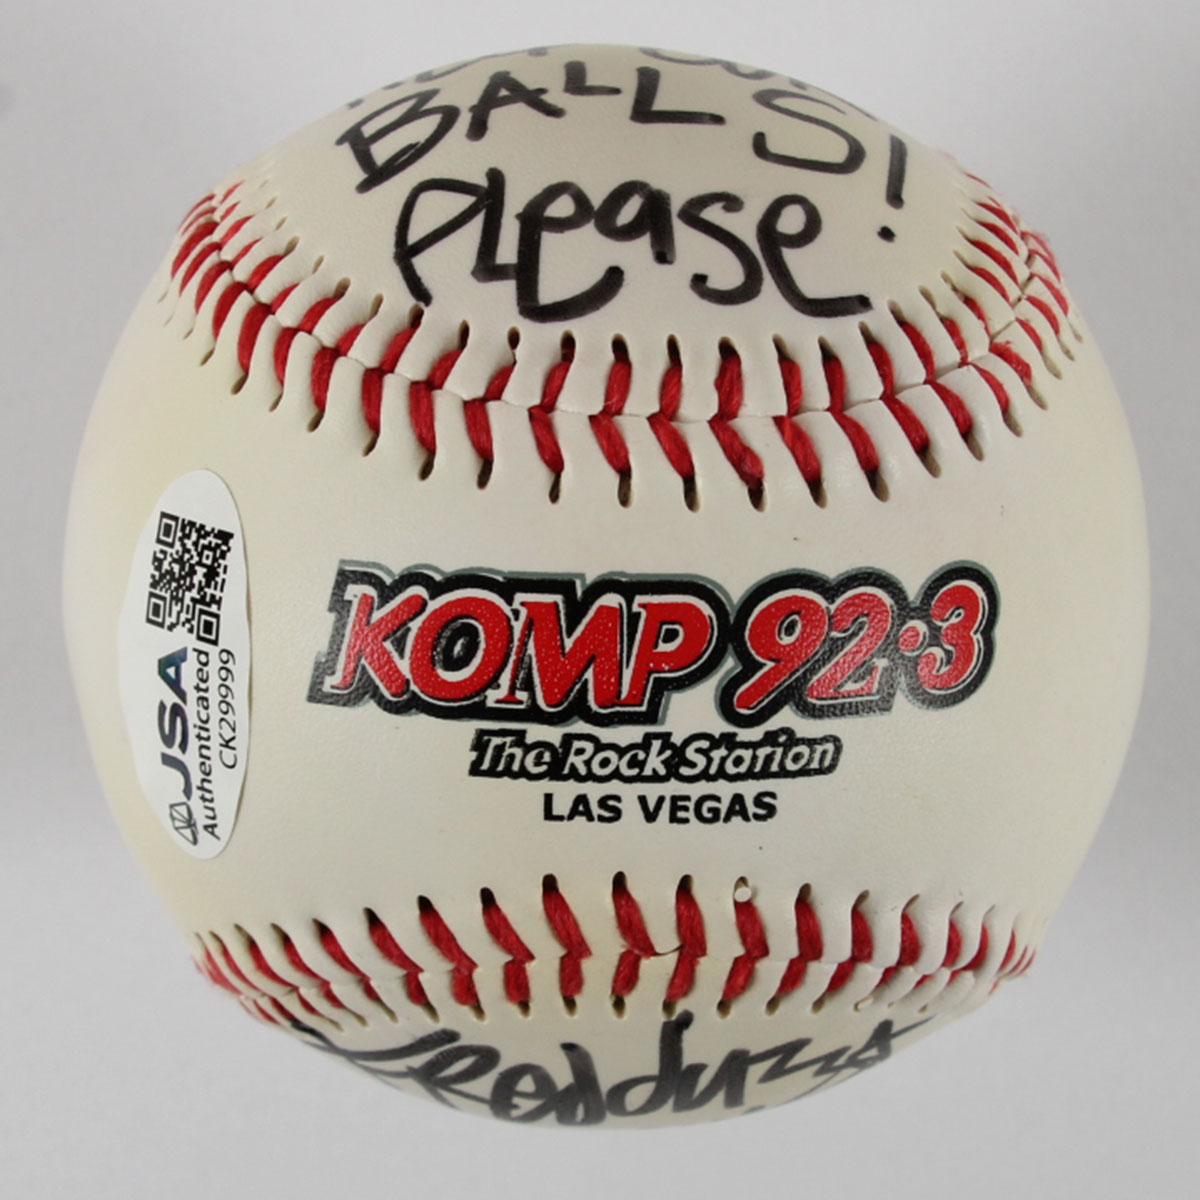 BALLS!
Please!
KOMP 92.3
The Rock Station
LAS VEGAS
JSA
Authenticated
CK29999